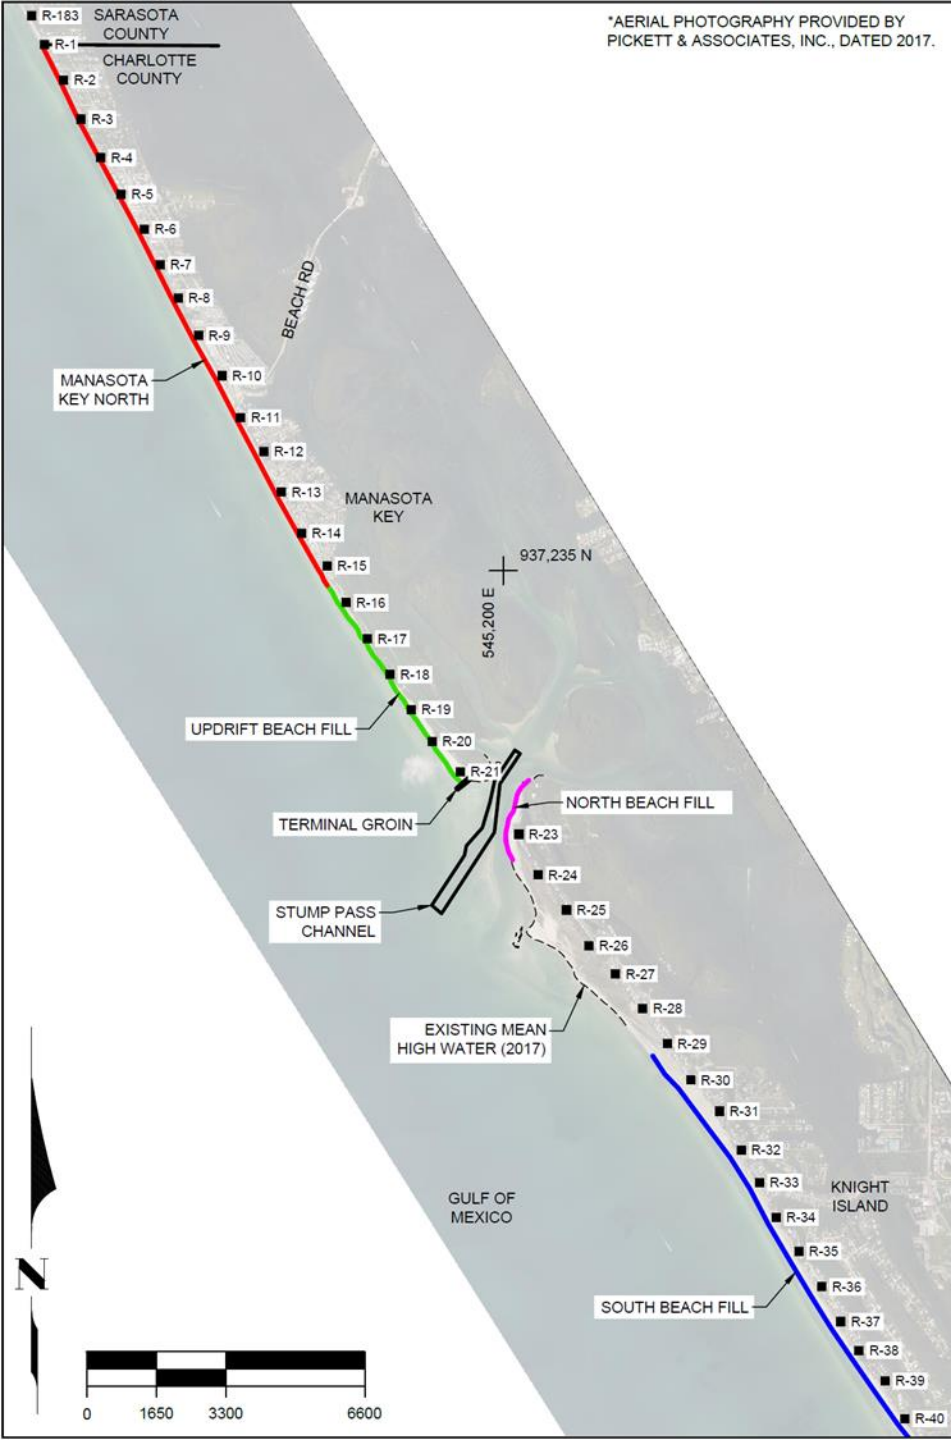 R-183
SARASOTA
COUNTY
*AERIAL PHOTOGRAPHY PROVIDED BY
PICKETT & ASSOCIATES, INC., DATED 2017.
R-1
CHARLOTTE
COUNTY
R-2
R-3
R-4
R-5
R-6
R-7
R-8
BEACH RD
R-9
R-10
MANASOTA
KEY NORTH
R-11
R-12
R-13
MANASOTA
KEY
R-14
937,235 N
545,200 E
R-15
R-16
R-17
R-18
R-19
UPDRIFT BEACH FILL
R-20
R-21
NORTH BEACH FILL
TERMINAL GROIN
R-23
R-24
STUMP PASS
CHANNEL
R-25
R-26
R-27
R-28
EXISTING MEAN
HIGH WATER (2017)
R-29
R-30
R-31
R-32
R-33
KNIGHT
ISLAND
GULF OF
MEXICO
R-34
R-35
N
R-36
SOUTH BEACH FILL
R-37
R-38
R-39
0 1650 3300 6600
R-40